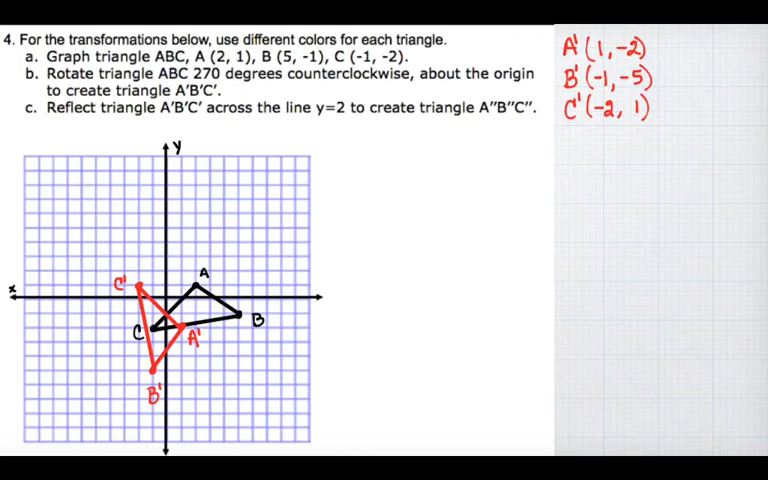 4. For the transformations below, use different colors for each triangle.
a. Graph triangle ABC, A (2, 1), B (5, -1), C (-1, -2).
b. Rotate triangle ABC 270 degrees counterclockwise, about the origin
to create triangle A'B'C'.
c. Reflect triangle A'B'C' across the line y=2 to create triangle A"B"C".
A' (1, -2)
B' (-1, -5)
C' (-2, 1)
y
x
A
C'
B
C
A'
B'